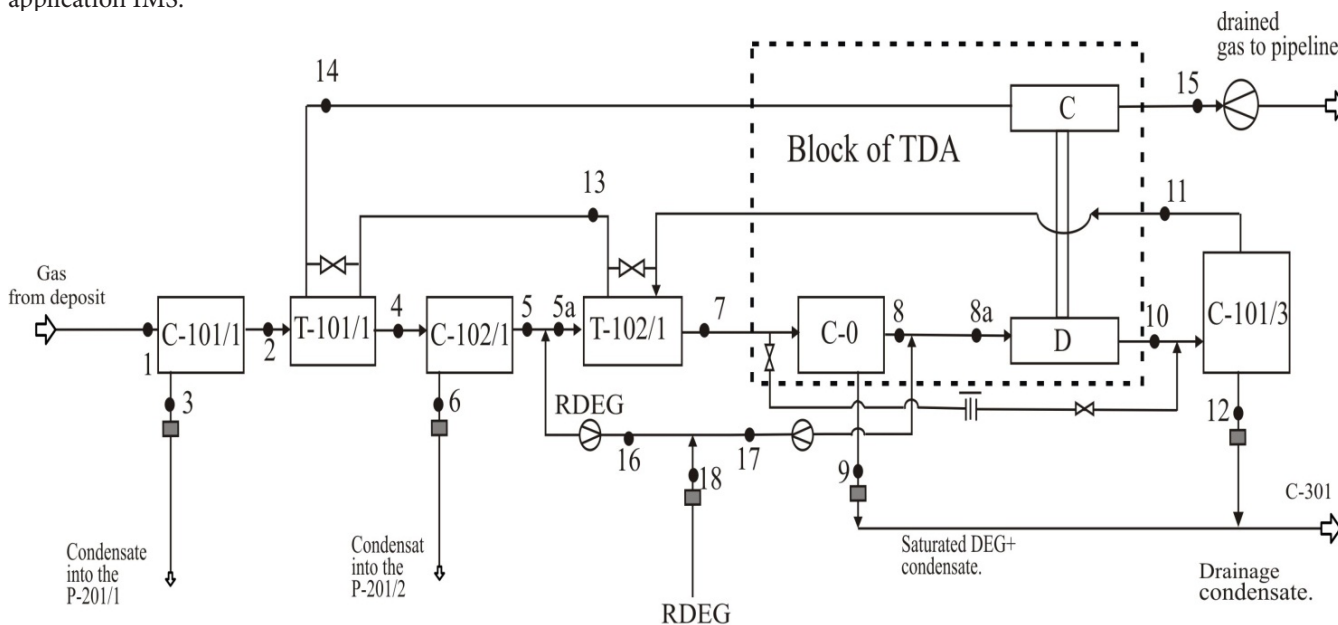 application IMS.
drained
gas to pipeline
14
15
C
Block of TDA
13
11
Gas
from deposit
C-101/1
T-101/1
4
C-102/1
5
5a
T-102/1
7
C-0
8
8a
D
10
C-101/3
1
2
3
6
RDEG
16
17
18
9
12
C-301
Condensate
into the
P-201/1
Condensat
into the
P-201/2
RDEG
Saturated DEG+
condensate.
Drainage
condensate.